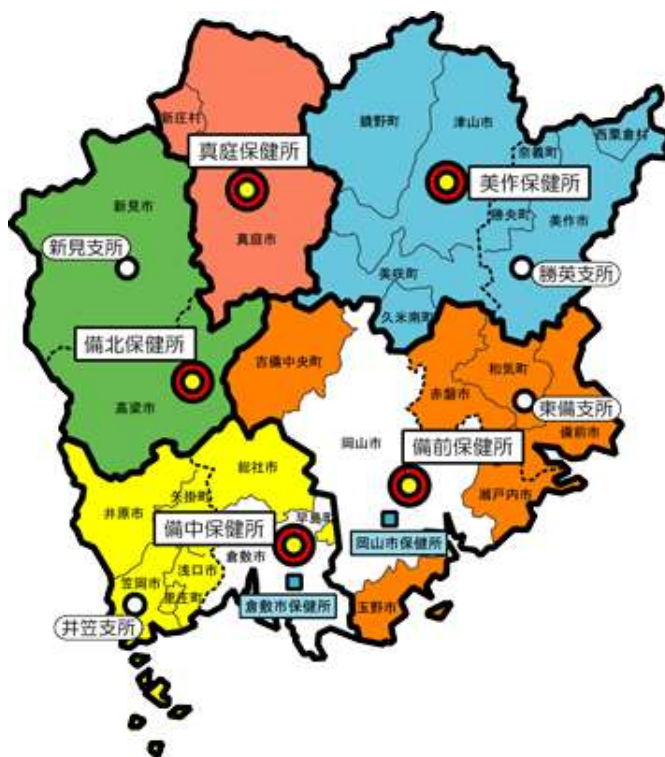 新庄村
真庭保健所
真庭市
鏡野町
津山市
西粟倉村
奈義町
美作保健所
勝央町
美作市
勝英支所
美咲町
久米南町
新見市
新見支所
備北保健所
高梁市
吉備中央町
和気町
赤磐市
東備支所
備前市
岡山市
備前保健所
瀬戸内市
岡山市保健所
玉野市
総社市
井原市
矢掛町
早島町
備中保健所
倉敷市
浅口市
笠岡市
里庄町
倉敷市保健所
井笠支所